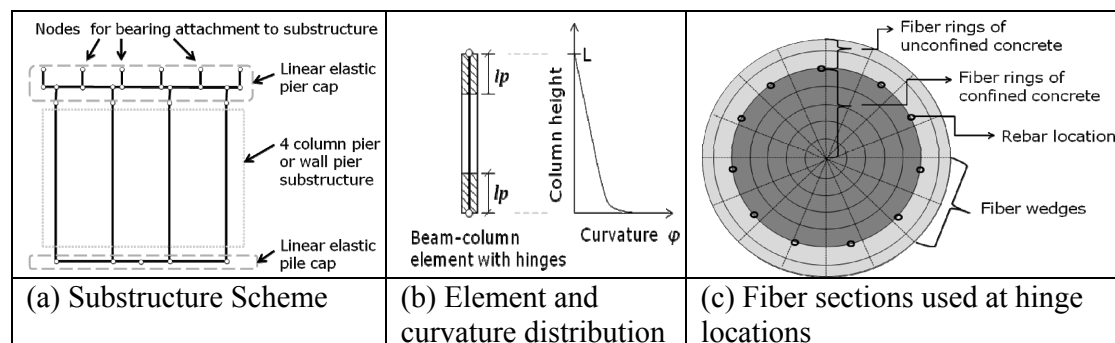 Nodes for bearing attachment to substructure
Linear elastic
pier cap
4 column pier
or wall pier
substructure
Linear elastic
pile cap
lp
lp
Beam-column
element with hinges
Column height
L
Curvature φ
Fiber rings of
unconfined concrete
Fiber rings of
confined concrete
Rebar location
Fiber wedges
(a) Substructure Scheme
(b) Element and
curvature distribution
(c) Fiber sections used at hinge
locations